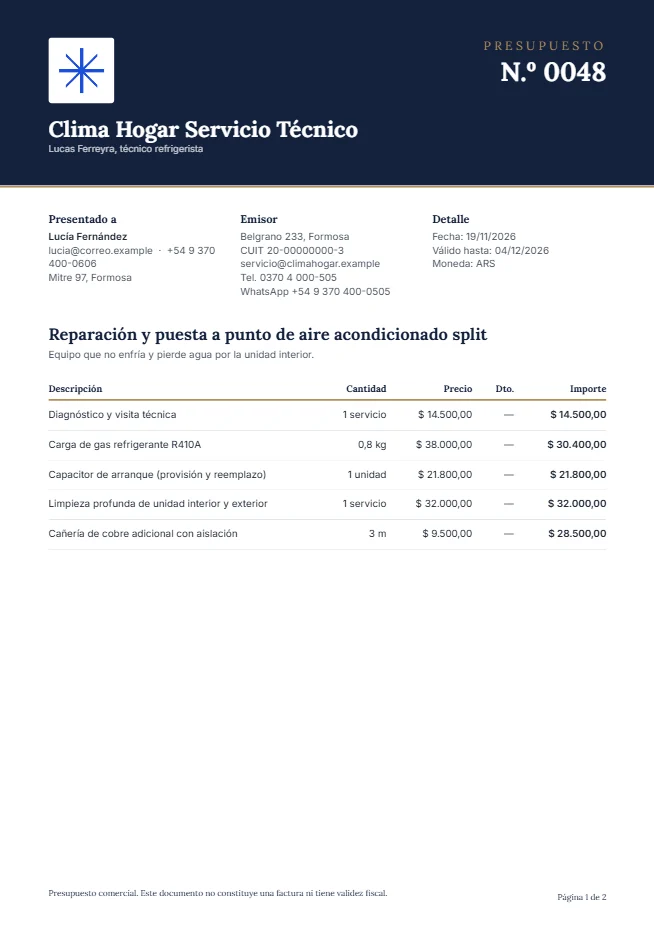 PRESUPUESTO
N.º 0048
Clima Hogar Servicio Técnico
Lucas Ferreyra, técnico refrigerista
Presentado a
Lucía Fernández
lucia@correo.example · +54 9 370
400-0606
Mitre 97, Formosa
Emisor
Belgrano 233, Formosa
CUIT 20-00000000-3
servicio@climahogar.example
Tel. 0370 4 000-505
WhatsApp +54 9 370 400-0505
Detalle
Fecha: 19/11/2026
Válido hasta: 04/12/2026
Moneda: ARS
Reparación y puesta a punto de aire acondicionado split
Equipo que no enfría y pierde agua por la unidad interior.
Descripción Cantidad Precio Dto. Importe
Diagnóstico y visita técnica 1 servicio $ 14.500,00 — $ 14.500,00
Carga de gas refrigerante R410A 0,8 kg $ 38.000,00 — $ 30.400,00
Capacitor de arranque (provisión y reemplazo) 1 unidad $ 21.800,00 — $ 21.800,00
Limpieza profunda de unidad interior y exterior 1 servicio $ 32.000,00 — $ 32.000,00
Cañería de cobre adicional con aislación 3 m $ 9.500,00 — $ 28.500,00
Presupuesto comercial. Este documento no constituye una factura ni tiene validez fiscal.
Página 1 de 2